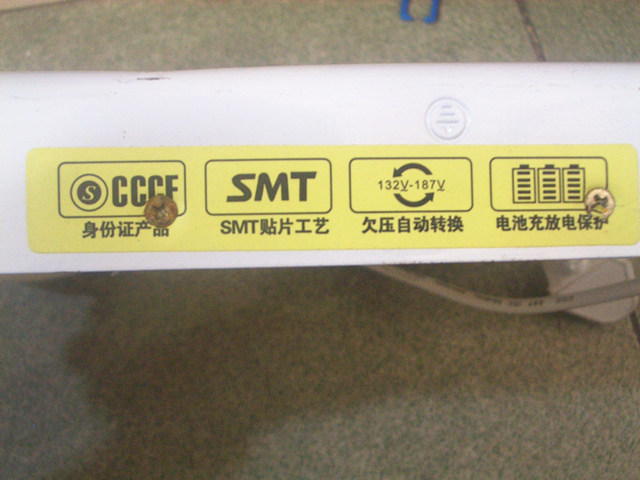 S CCCF
身份证产品
SMT
SMT贴片工艺
132V-187V
欠压自动转换
电池充放电保护